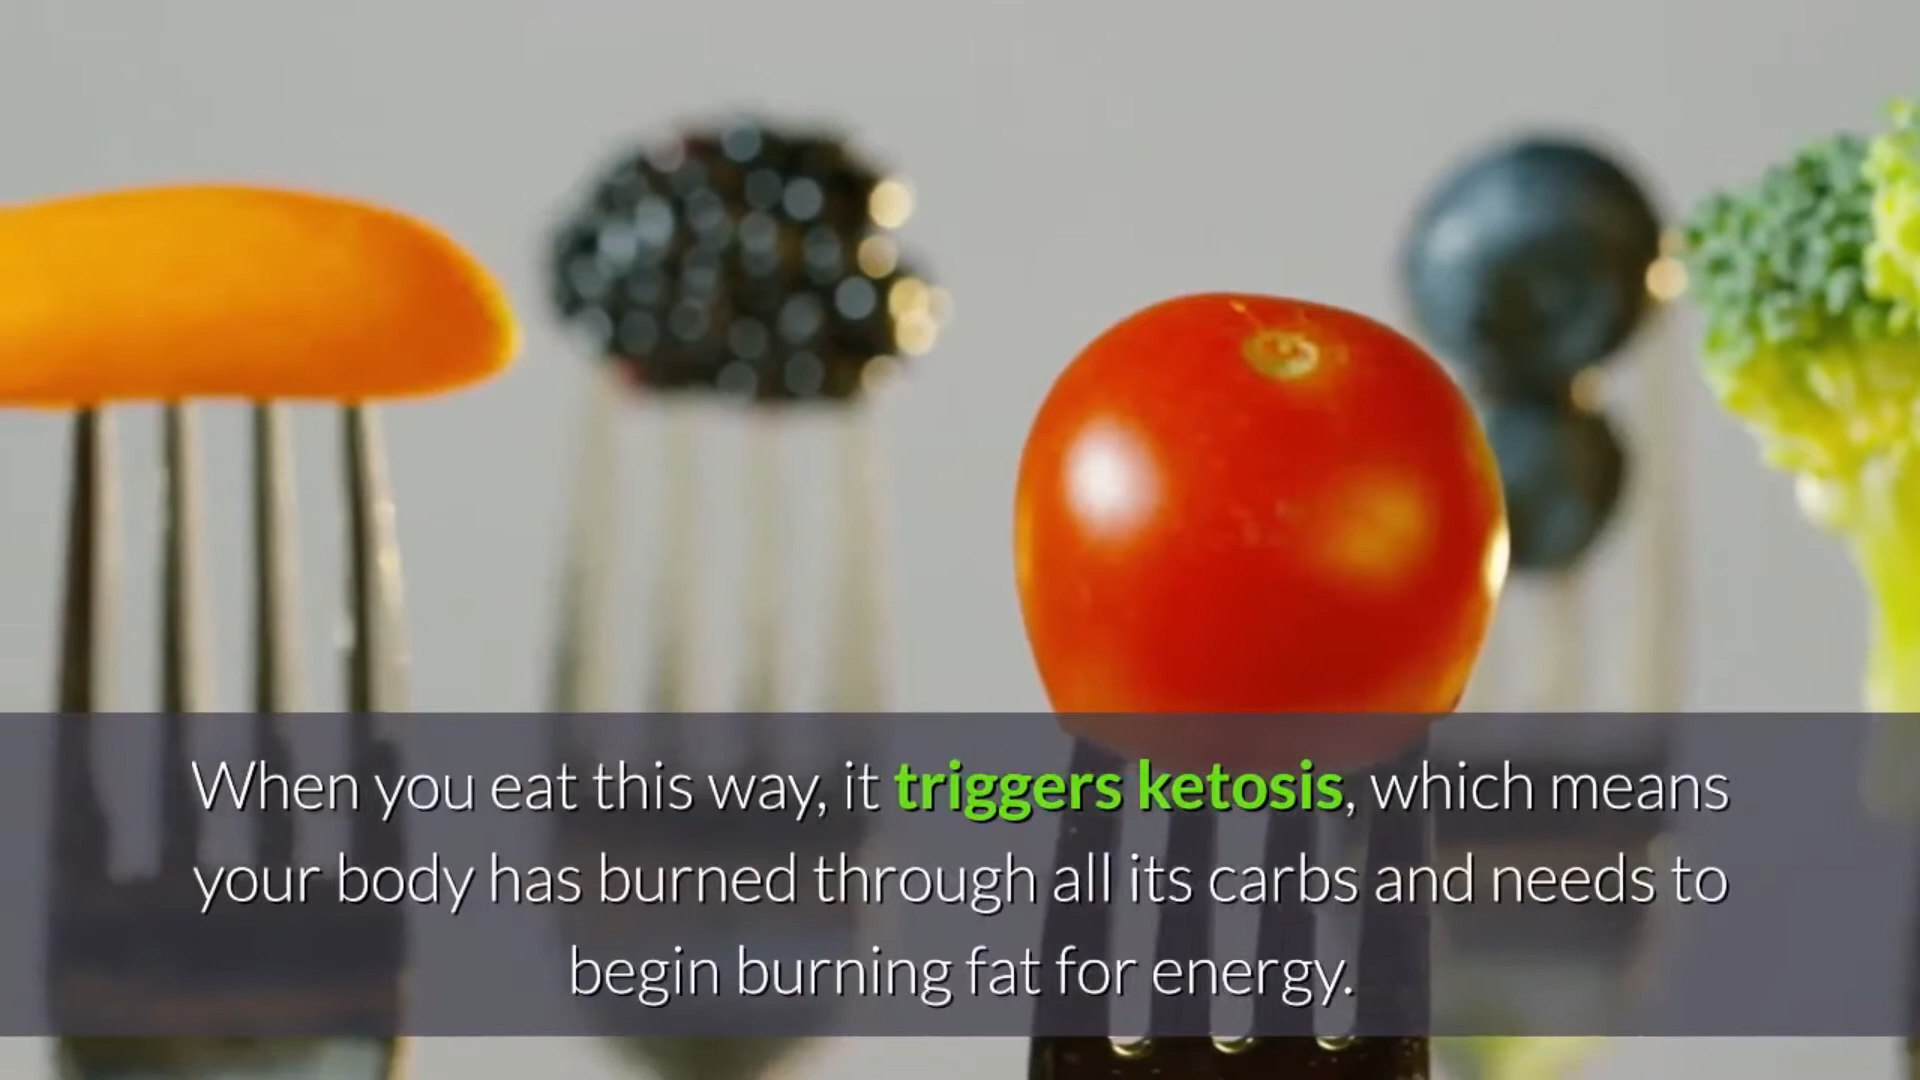 When you eat this way, it triggers ketosis, which means
your body has burned through all its carbs and needs to
begin burning fat for energy.